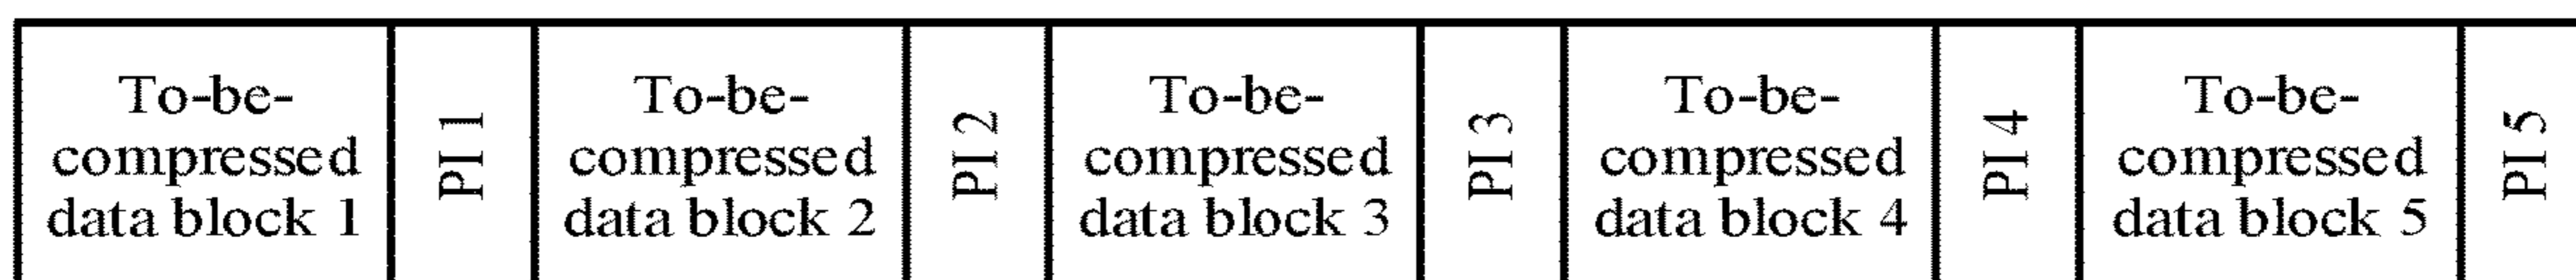 To-be-
compressed
data block 1
PI 1
To-be-
compressed
data block 2
PI 2
To-be-
compressed
data block 3
PI 3
To-be-
compressed
data block 4
PI 4
To-be-
compressed
data block 5
PI 5